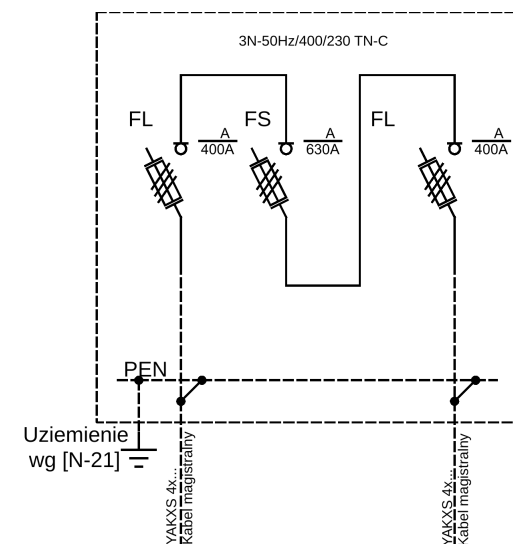 3N-50Hz/400/230 TN-C
FL
A
400A
FS
A
630A
FL
A
400A
PEN
Uziemienie
wg [N-21]
YAKXS 4x...
Kabel magistralny
YAKXS 4x...
Kabel magistralny